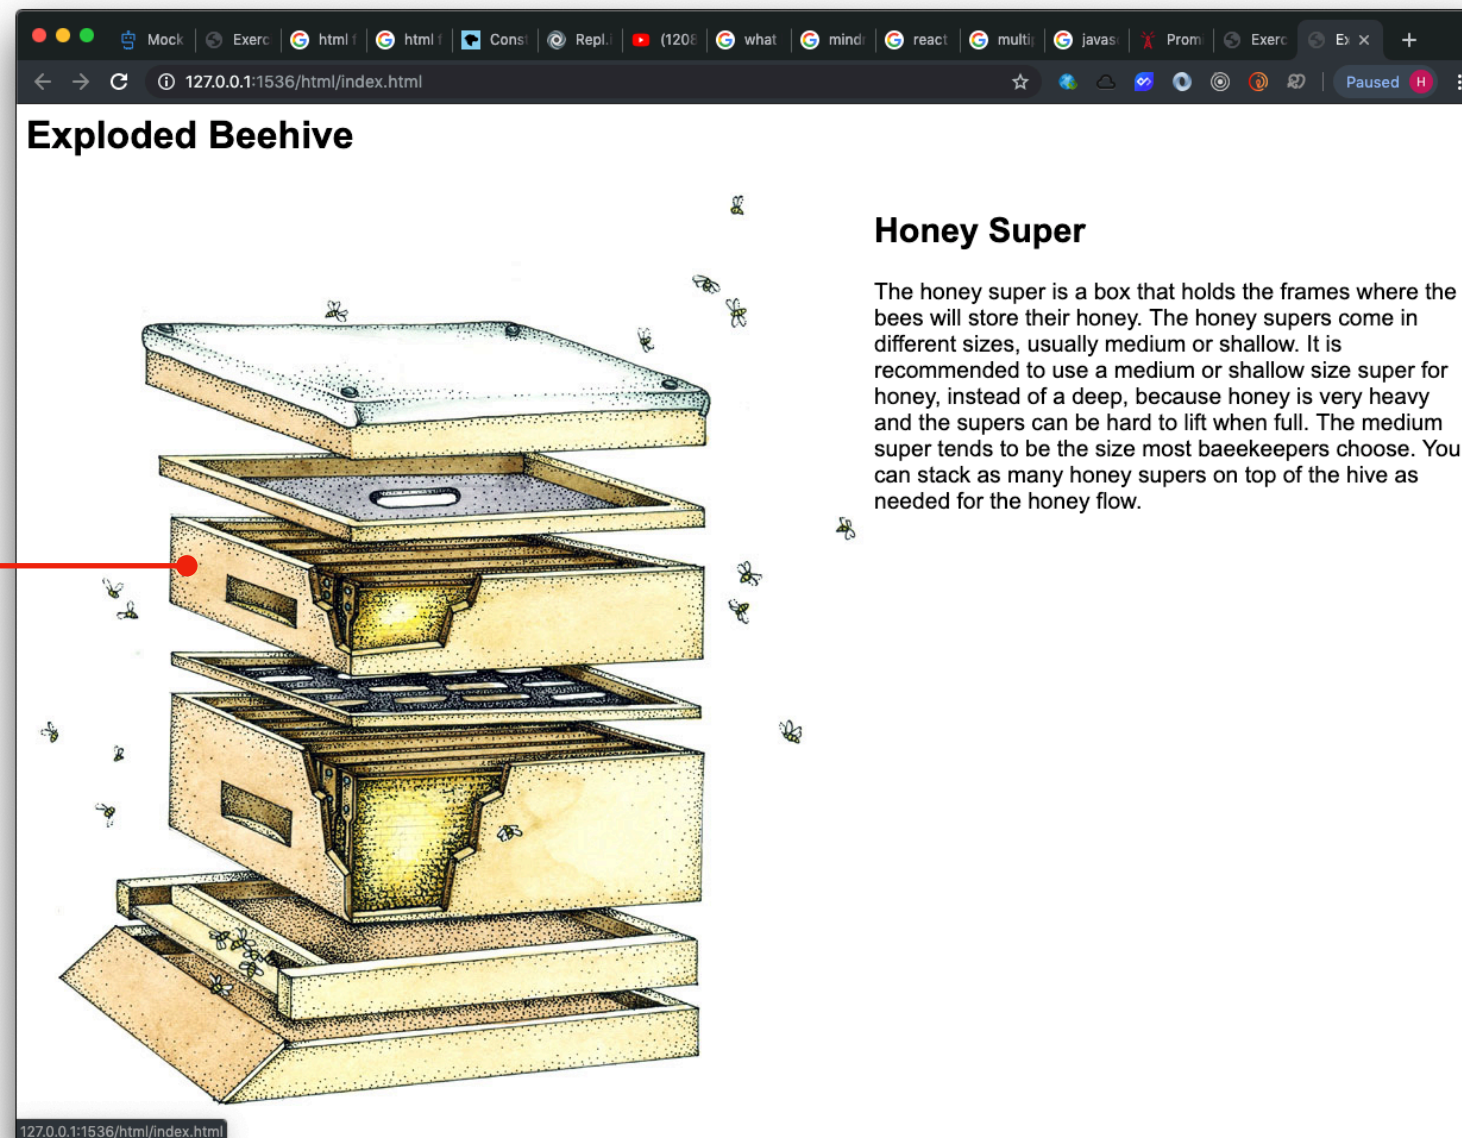 Mock Exerc html f html f Const Repl.i (1208 what mindr react multip javas Prom Exerc Ex
127.0.0.1:1536/html/index.html Paused H
Exploded Beehive
Honey Super
The honey super is a box that holds the frames where the
bees will store their honey. The honey supers come in
different sizes, usually medium or shallow. It is
recommended to use a medium or shallow size super for
honey, instead of a deep, because honey is very heavy
and the supers can be hard to lift when full. The medium
super tends to be the size most baeekeepers choose. You
can stack as many honey supers on top of the hive as
needed for the honey flow.
127.0.0.1:1536/html/index.html